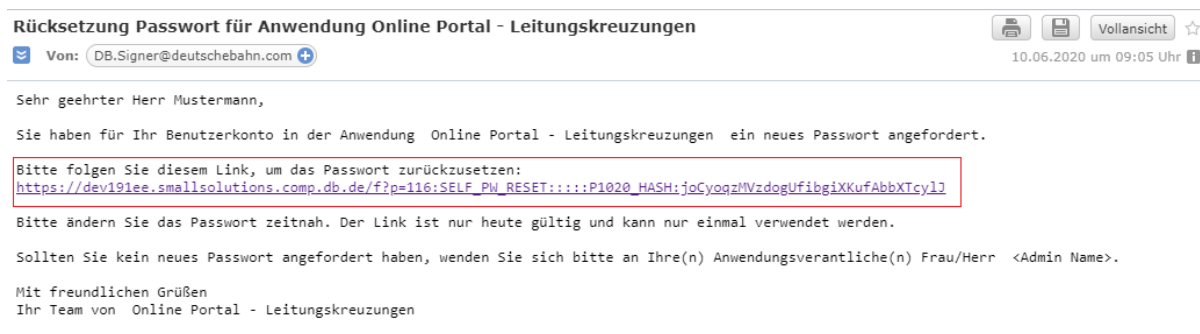 Rücksetzung Passwort für Anwendung Online Portal - Leitungskreuzungen
Vollansicht
Von: DB.Signer@deutschebahn.com
10.06.2020 um 09:05 Uhr
Sehr geehrter Herr Mustermann,
Sie haben für Ihr Benutzerkonto in der Anwendung  Online Portal - Leitungskreuzungen  ein neues Passwort angefordert.
Bitte folgen Sie diesem Link, um das Passwort zurückzusetzen:
https://dev191ee.smallsolutions.comp.db.de/f?p=116:SELF_PW_RESET:::::P1020_HASH:joCyoqzMVzdogUfibgiXKufAbbXTcylJ
Bitte ändern Sie das Passwort zeitnah. Der Link ist nur heute gültig und kann nur einmal verwendet werden.
Sollten Sie kein neues Passwort angefordert haben, wenden Sie sich bitte an Ihre(n) Anwendungsverantliche(n) Frau/Herr  <Admin Name>.
Mit freundlichen Grüßen
Ihr Team von  Online Portal - Leitungskreuzungen